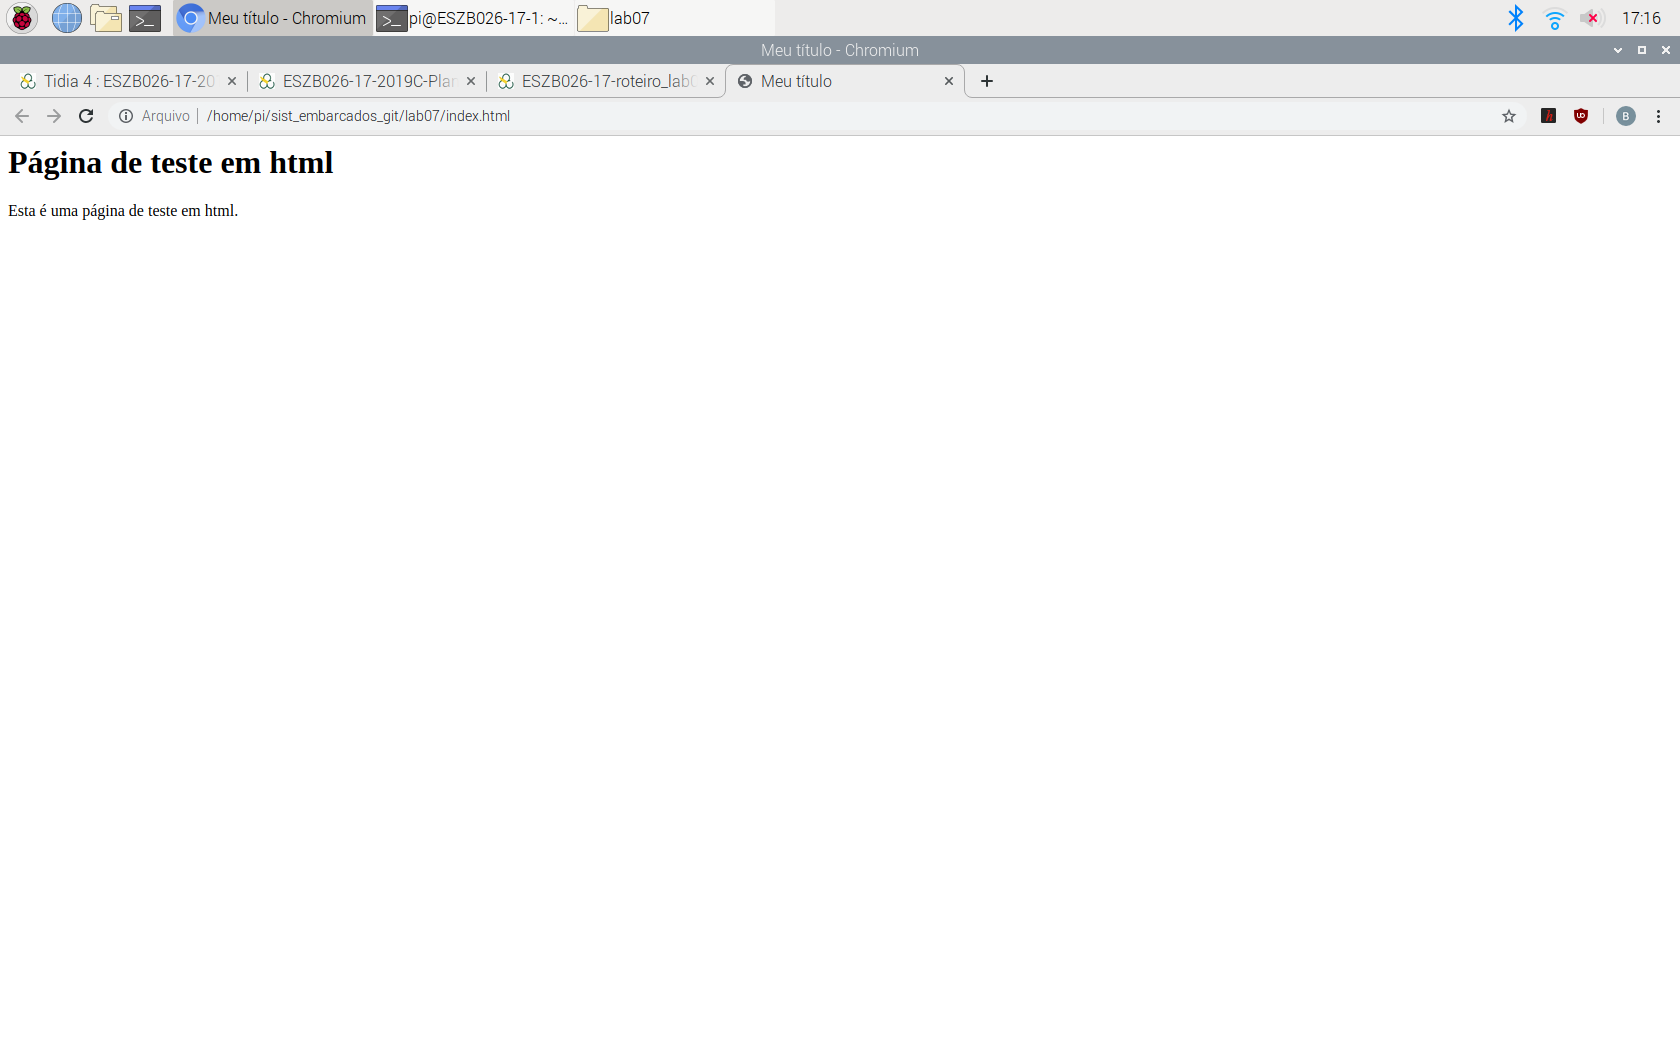 Meu título - Chromium
pi@ESZB026-17-1: ~...
lab07
17:16
Meu título - Chromium
Tidia 4 : ESZB026-17-20
ESZB026-17-2019C-Plan
ESZB026-17-roteiro_lab0
Meu título
Arquivo
/home/pi/sist_embarcados_git/lab07/index.html
B
Página de teste em html
Esta é uma página de teste em html.